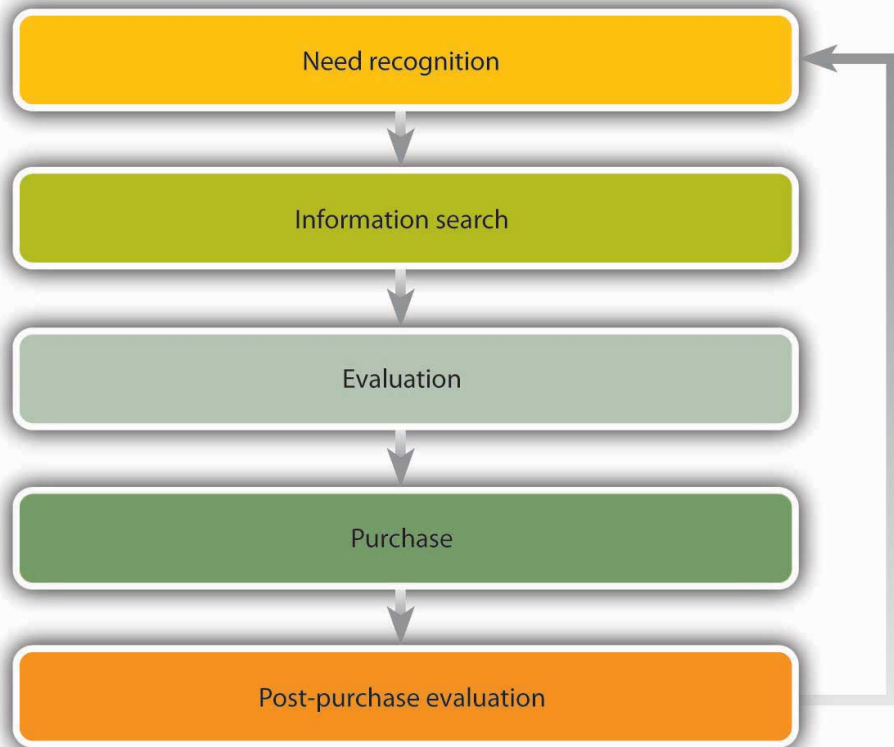 Need recognition
Information search
Evaluation
Purchase
Post-purchase evaluation